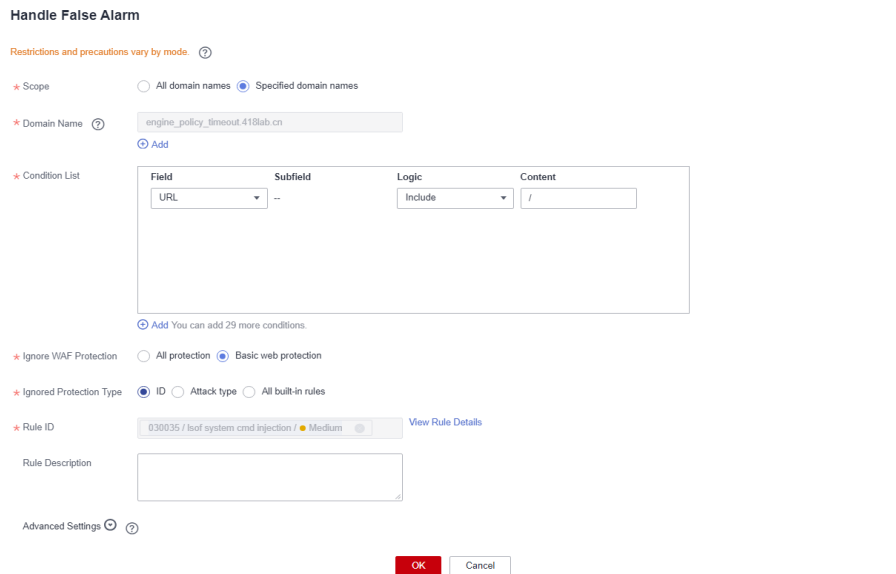 Handle False Alarm
Restrictions and precautions vary by mode. ?
* Scope All domain names Specified domain names
* Domain Name ? engine_policy_timeout.418lab.cn
Add
* Condition List Field Subfield Logic Content
URL -- Include /
Add You can add 29 more conditions.
* Ignore WAF Protection All protection Basic web protection
* Ignored Protection Type ID Attack type All built-in rules
* Rule ID 030035 / lsof system cmd injection / Medium View Rule Details
Rule Description
Advanced Settings ?
OK Cancel